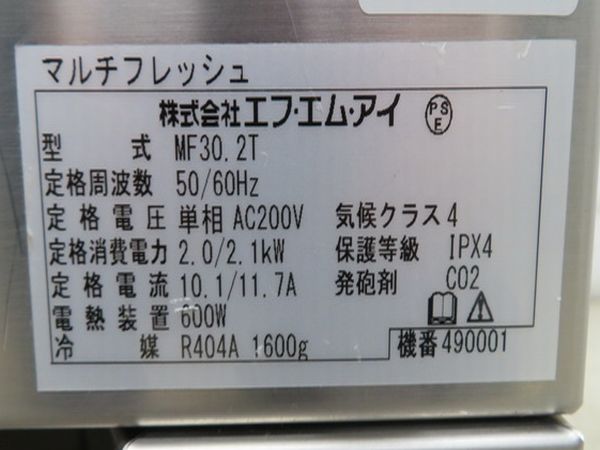 マルチフレッシュ
株式会社エフ・エム・アイ PSE
型式 MF30.2T
定格周波数 50/60Hz
定格電圧 単相 AC200V 気候クラス 4
定格消費電力 2.0/2.1kW 保護等級 IPX4
定格電流 10.1/11.7A 発砲剤 CO2
電熱装置 600W
冷媒 R404A 1600g 機番 490001